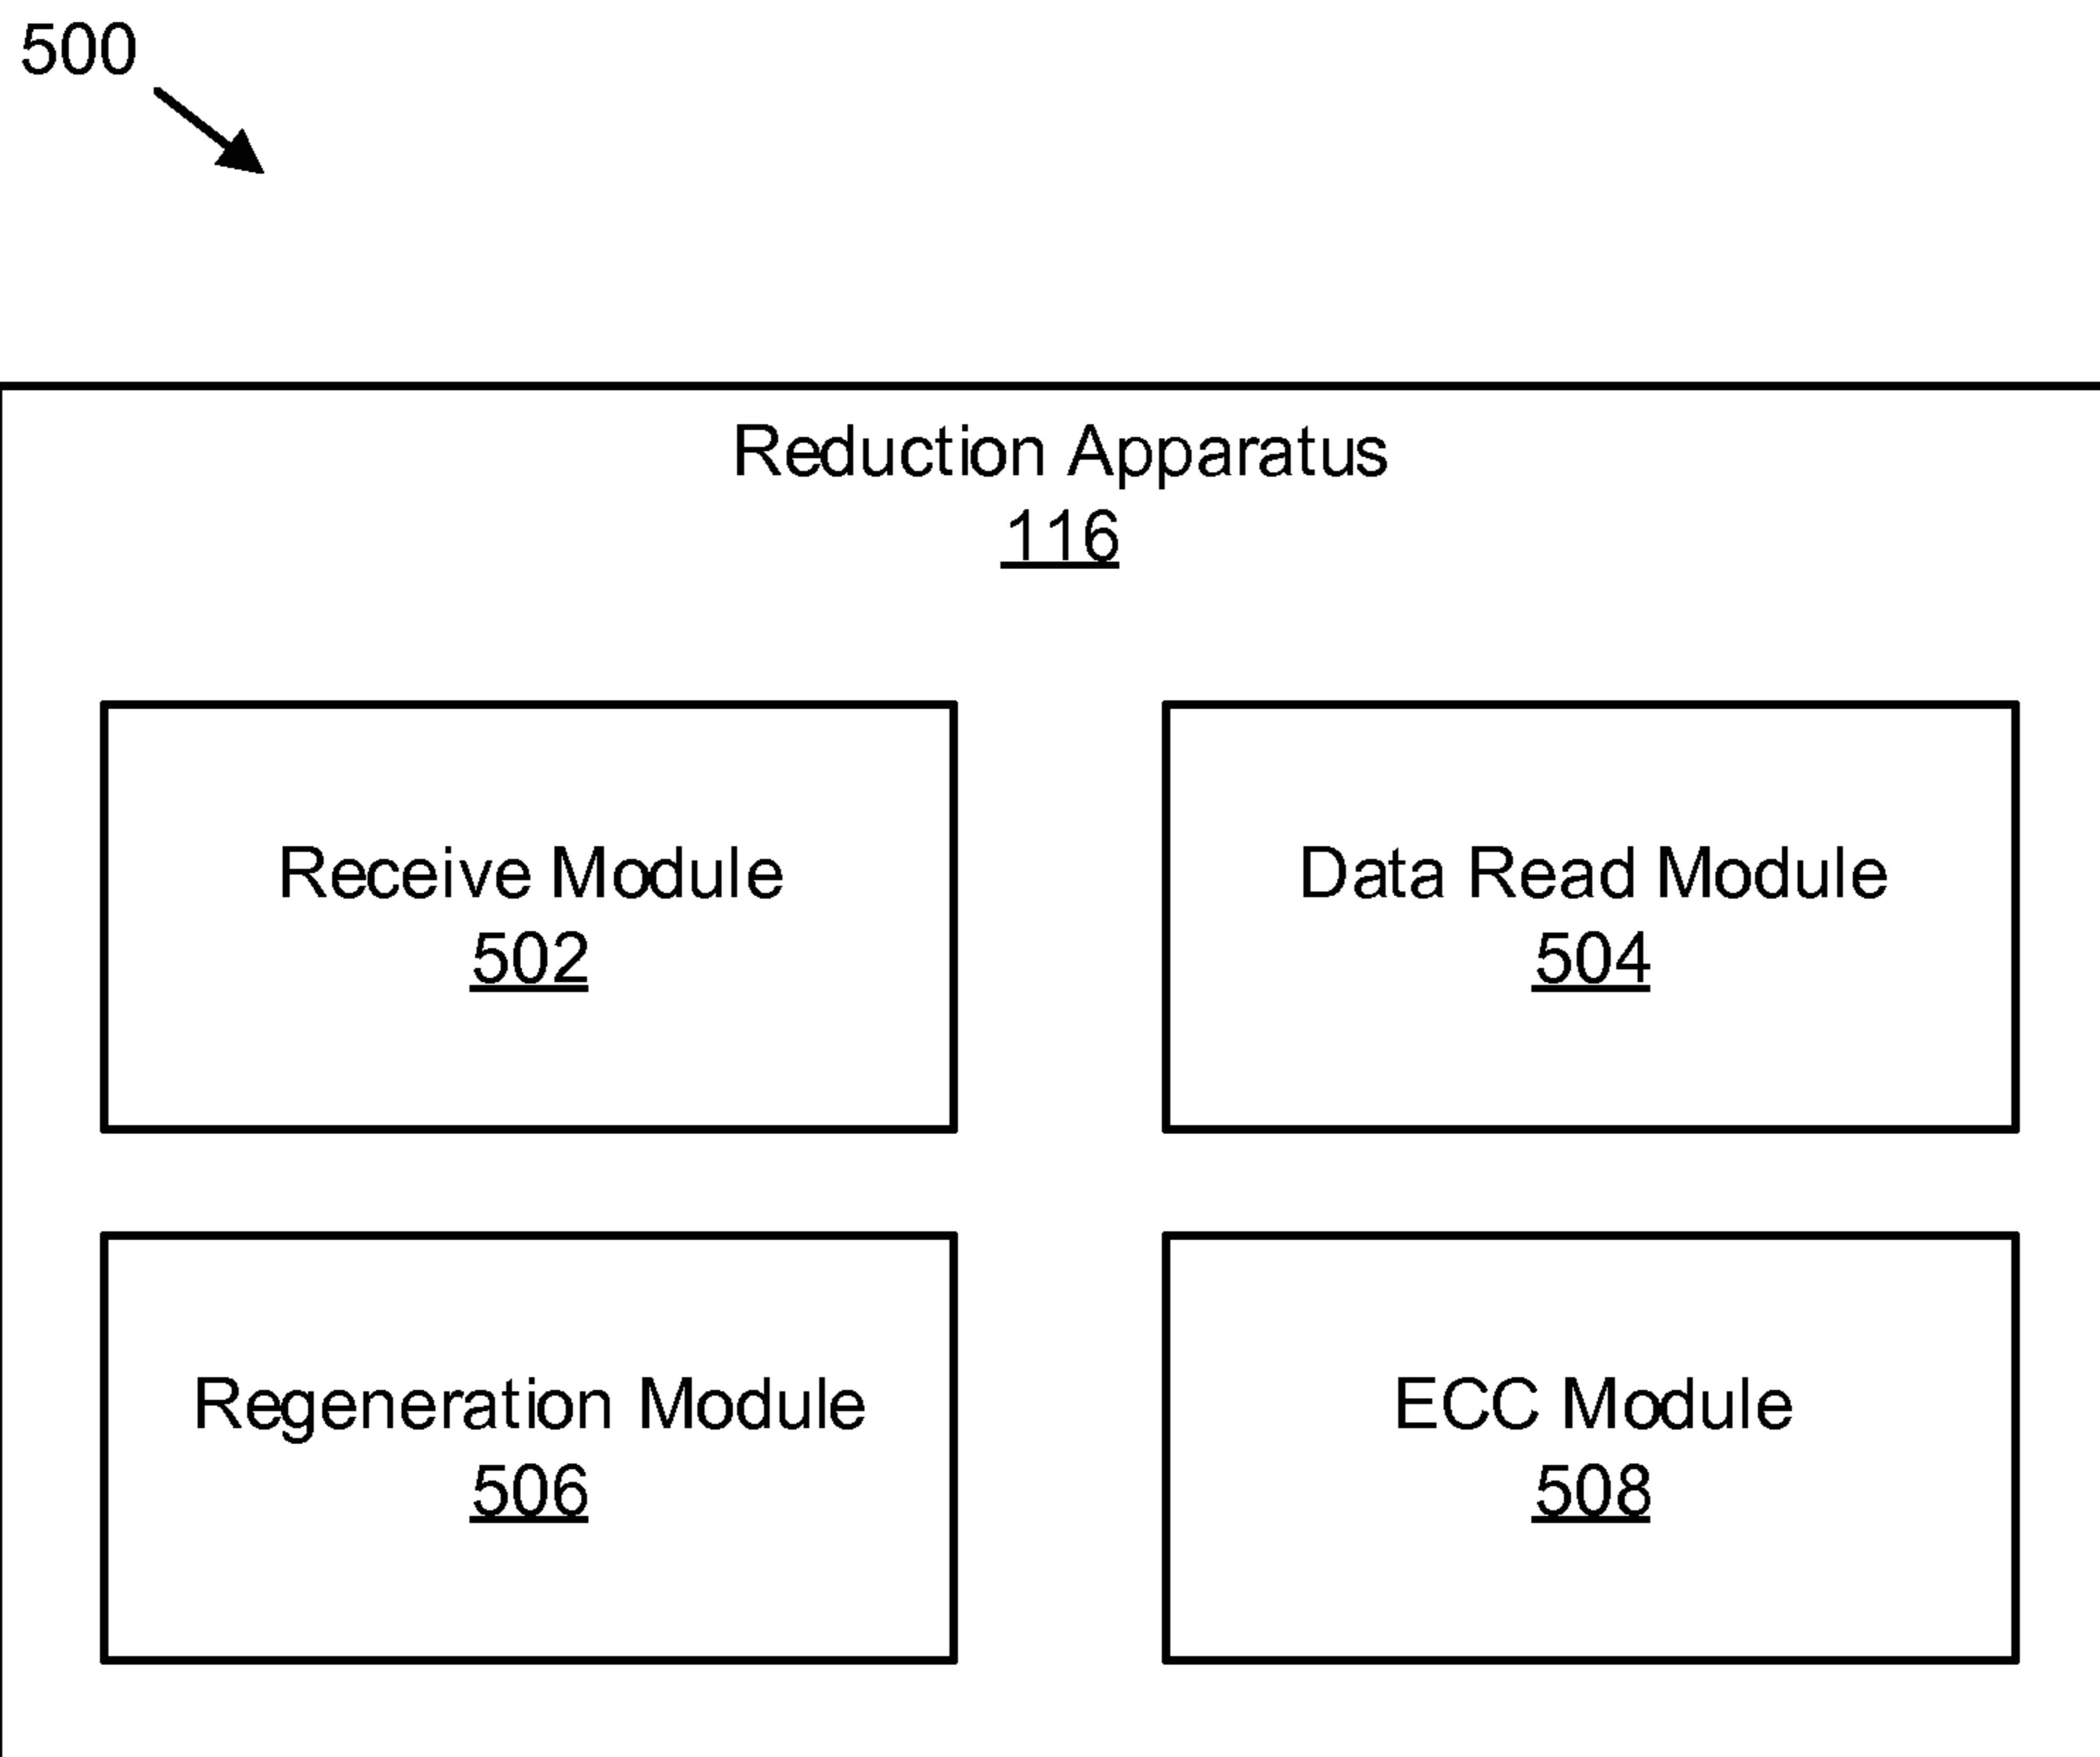 500
Reduction Apparatus
116
Receive Module
502
Data Read Module
504
Regeneration Module
506
ECC Module
508